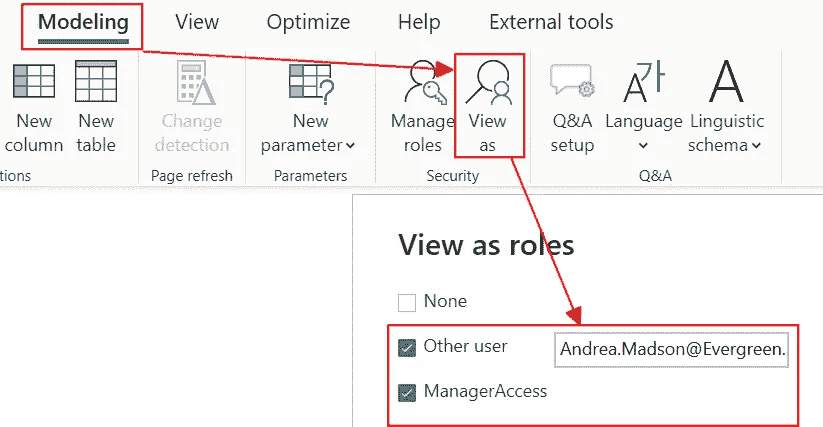 Modeling View Optimize Help External tools
New column New table Change detection New parameter Manage roles View as Q&A setup Language Linguistic schema
tions Page refresh Parameters Security Q&A
View as roles
None
Other user Andrea.Madson@Evergreen.
ManagerAccess